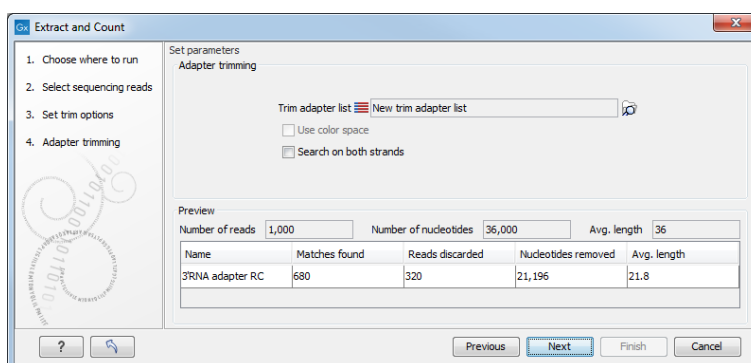 Gx Extract and Count
1. Choose where to run
2. Select sequencing reads
3. Set trim options
4. Adapter trimming
Set parameters
Adapter trimming
Trim adapter list New trim adapter list
Use color space
Search on both strands
Preview
Number of reads 1,000 Number of nucleotides 36,000 Avg. length 36
Name Matches found Reads discarded Nucleotides removed Avg. length
3'RNA adapter RC 680 320 21,196 21.8
? Previous Next Finish Cancel